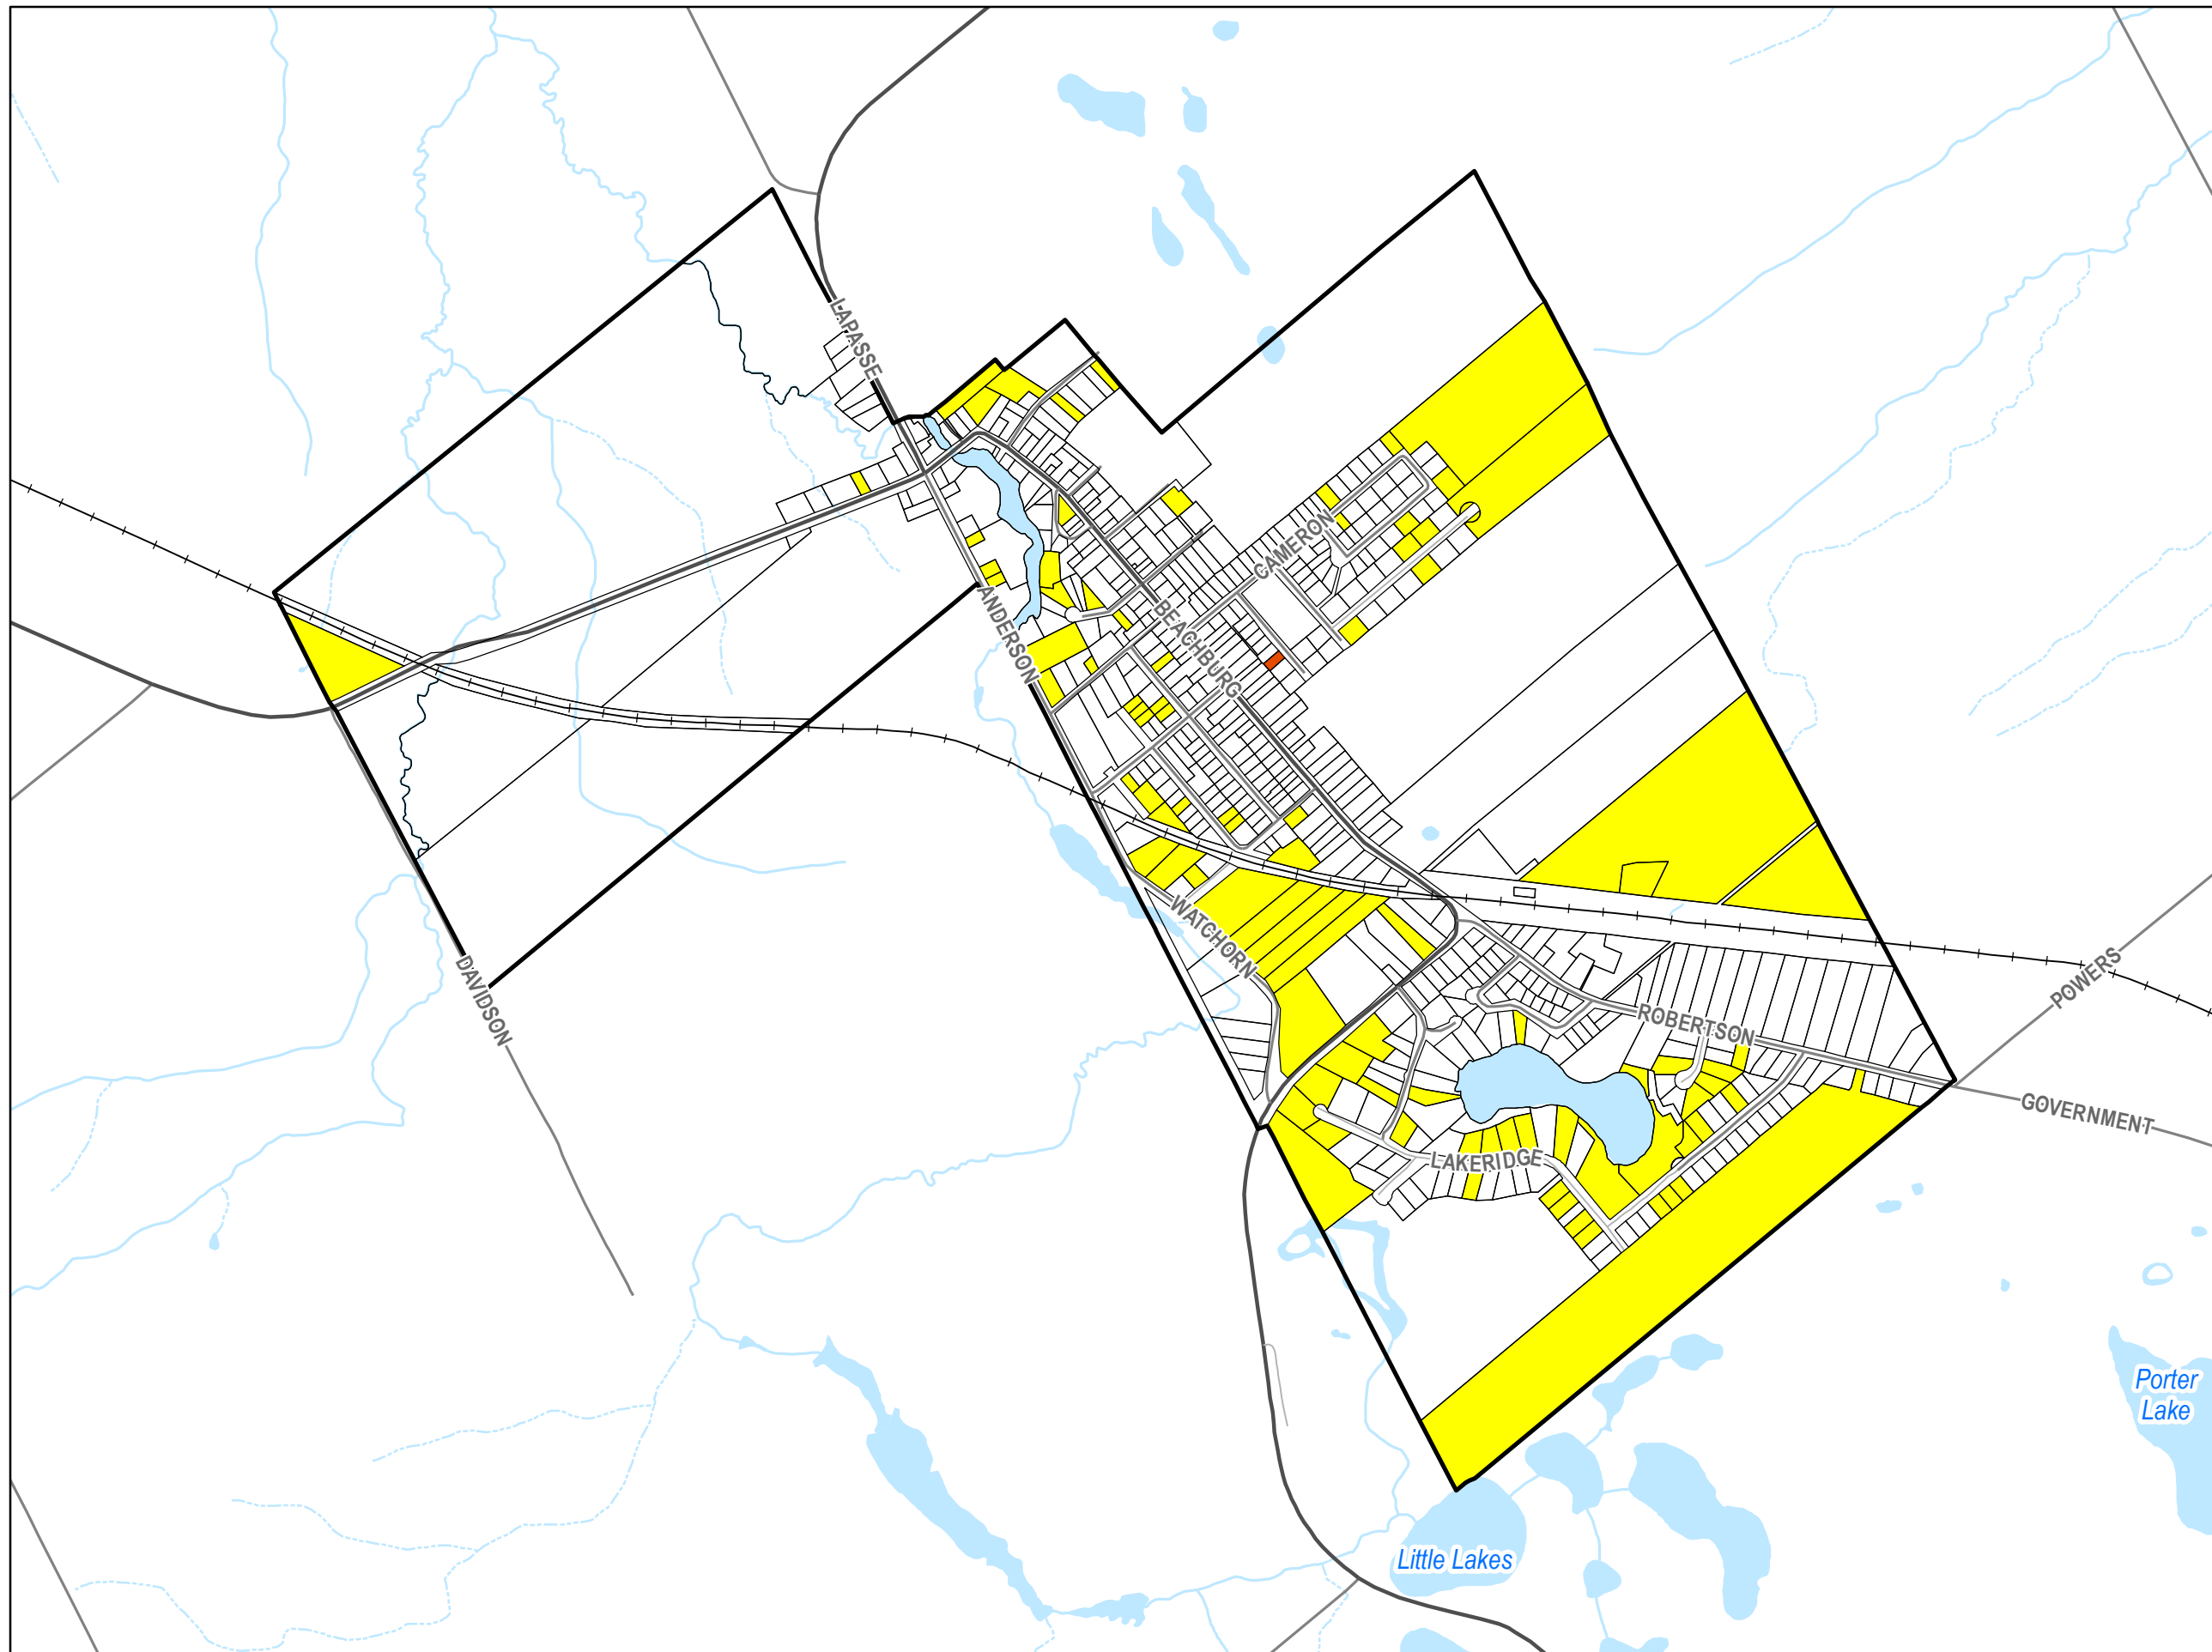 LAPASSE
CAMERON
BEACHBURG
ANDERSON
WATCHORN
DAVIDSON
POWERS
ROBERTSON
GOVERNMENT
LAKERIDGE
Porter
Lake
Little Lakes